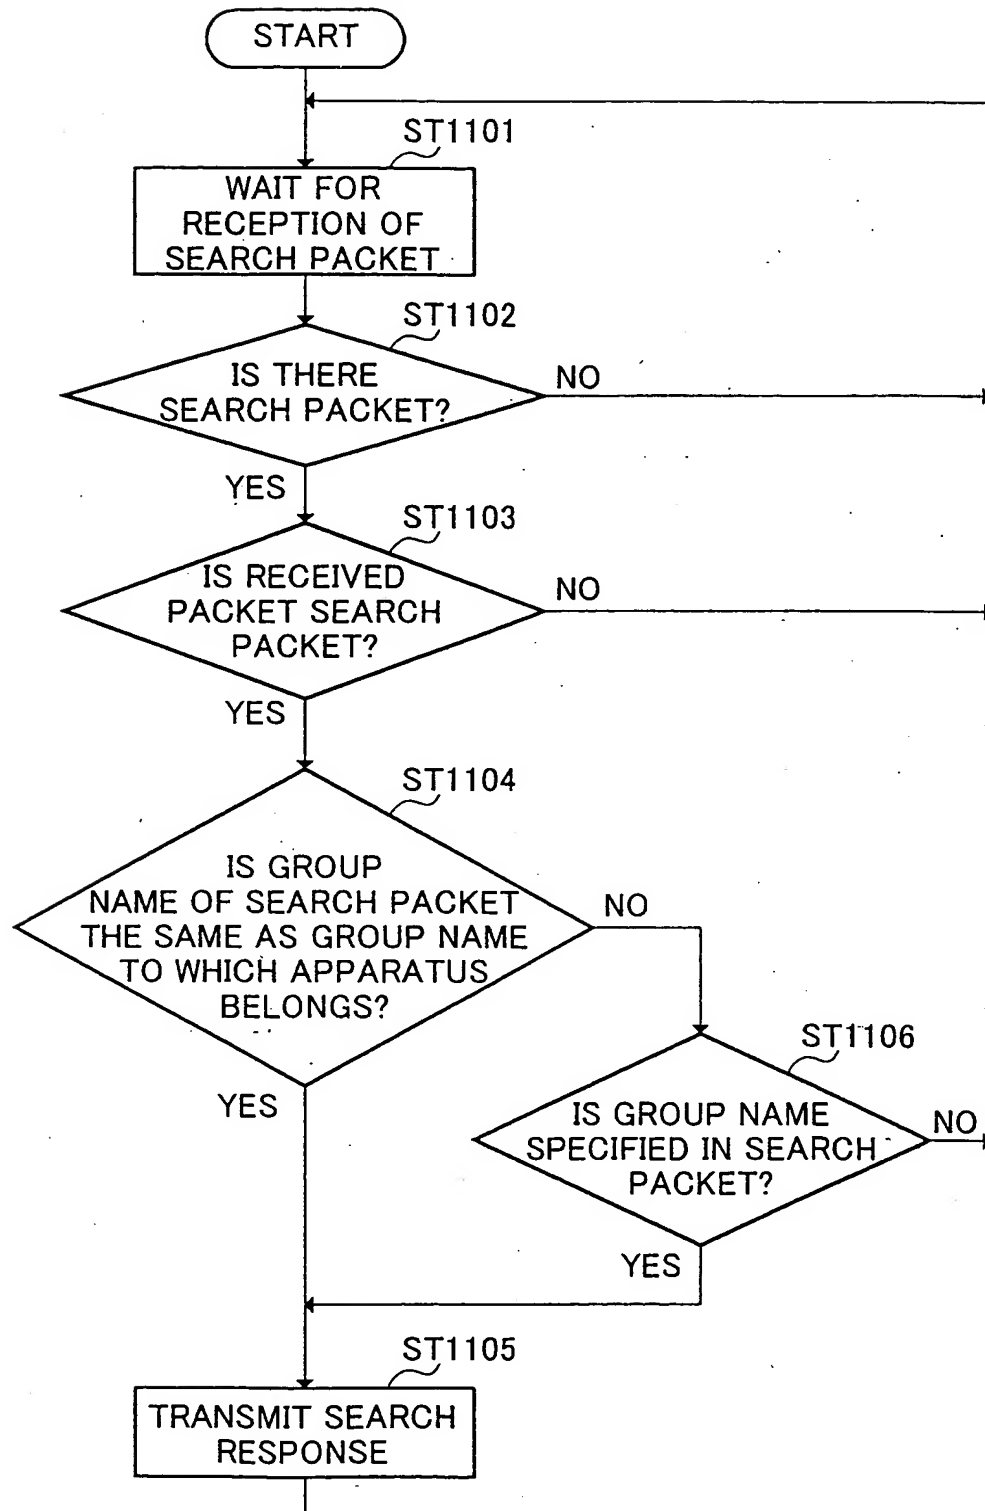 START
ST1101
WAIT FOR
RECEPTION OF
SEARCH PACKET
ST1102
IS THERE
SEARCH PACKET?
NO
YES
ST1103
IS RECEIVED
PACKET SEARCH
PACKET?
NO
YES
ST1104
IS GROUP
NAME OF SEARCH PACKET
THE SAME AS GROUP NAME
TO WHICH APPARATUS
BELONGS?
NO
YES
ST1106
IS GROUP NAME
SPECIFIED IN SEARCH
PACKET?
NO
YES
ST1105
TRANSMIT SEARCH
RESPONSE